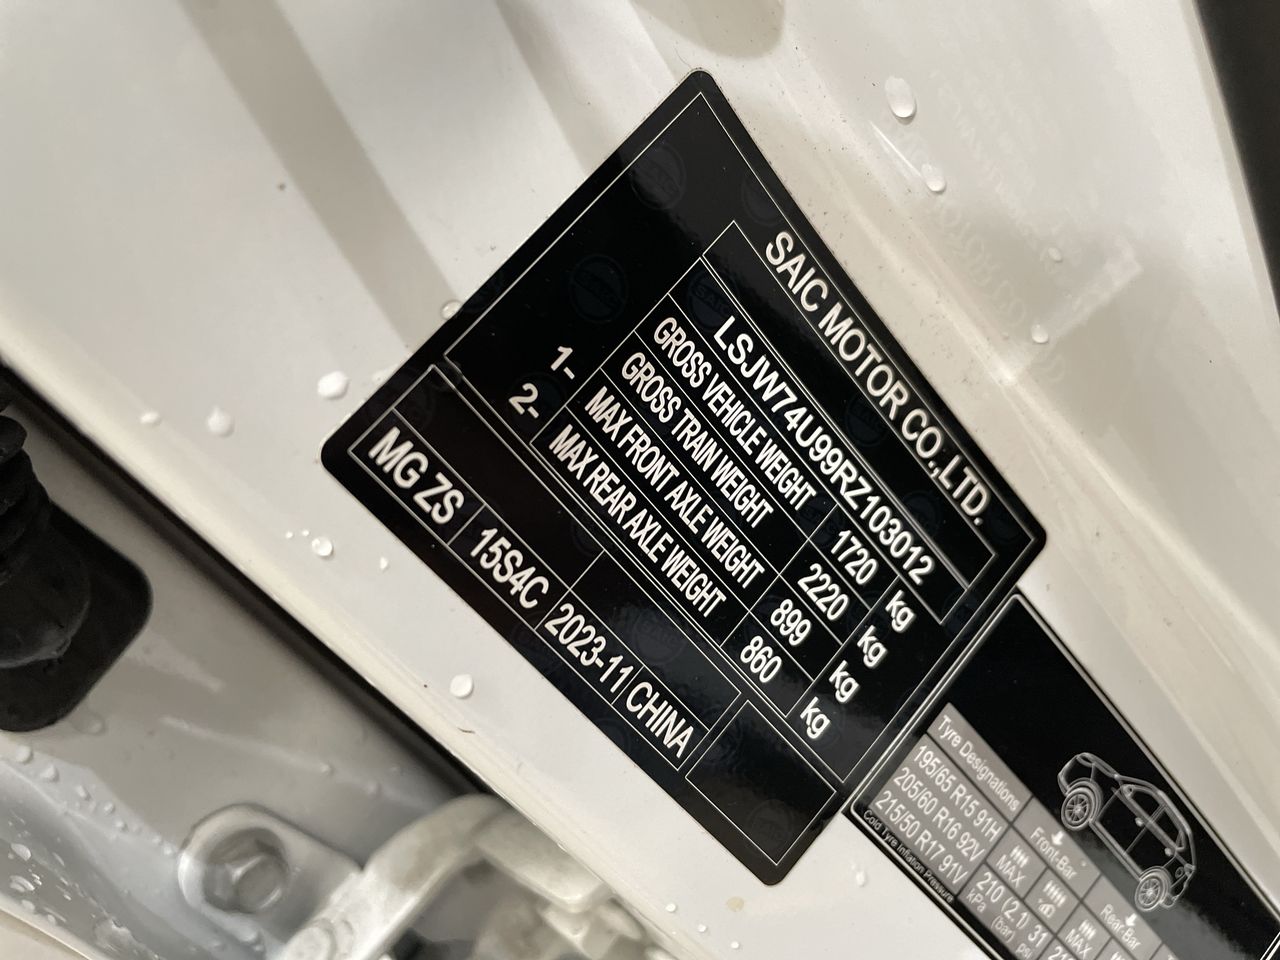 SAIC MOTOR CO.,LTD.
LSJW74U99RZ103012
GROSS VEHICLE WEIGHT 1720 kg
GROSS TRAIN WEIGHT 2220 kg
1- MAX FRONT AXLE WEIGHT 899 kg
2- MAX REAR AXLE WEIGHT 860 kg
MG ZS 15S4C 2023-11 CHINA
Tyre Designations
Front-Bar
Rear-Bar
MAX
MAX
195/65 R15 91H
205/60 R16 92V
215/50 R17 91V
210 (2.1) 31
Cold Tyre Inflation Pressure
kPa (bar) psi